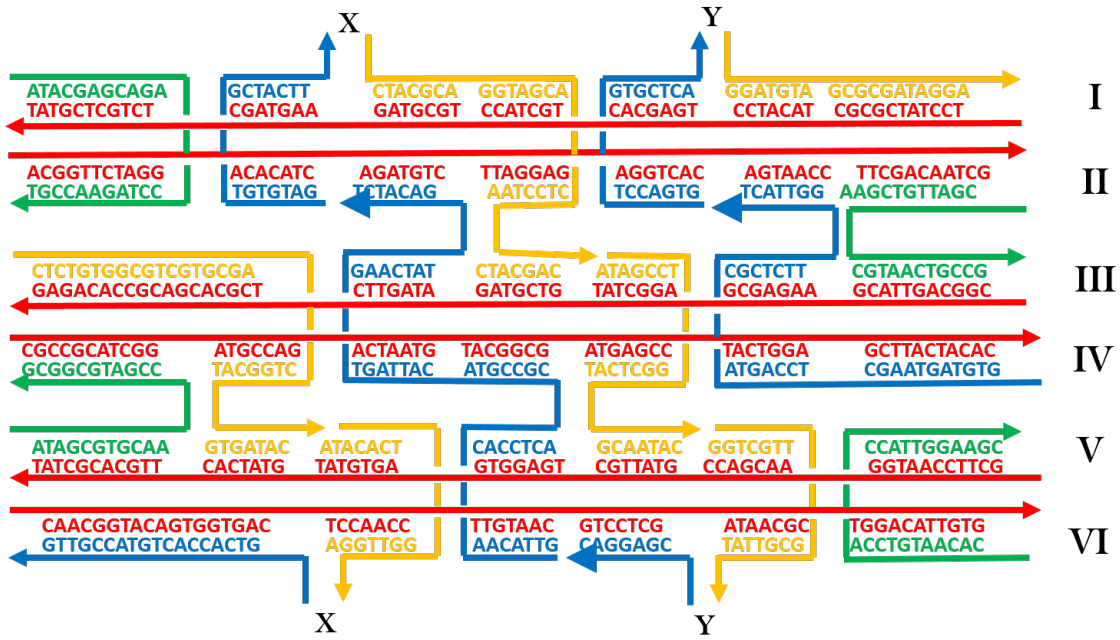 X Y
ATACGAGCAGA GCTACTT CTACGCA GGTAGCA GTGCTCA GGATGTA GCGCGATAGGA
TATGCTCGTCT CGATGAA GATGCGT CCATCGT CACGAGT CCTACAT CGCGCTATCCT
I
ACGGTTCTAGG ACACATC AGATGTC TTAGGAG AGGTCAC AGTAACC TTCGACAATCG
TGCCAAGATCC TGTGTAG TCTACAG AATCCTC TCCAGTG TCATTGG AAGCTGTTAGC
II
CTCTGTGGCGTCGTGCGA GAACTAT CTACGAC ATAGCCT CGCTCTT CGTAACTGCCG
GAGACACCGCAGCACGCT CTTGATA GATGCTG TATCGGA GCGAGAA GCATTGACGGC
III
CGCCGCATCGG ATGCCAG ACTAATG TACGGCG ATGAGCC TACTGGA GCTTACTACAC
GCGGCGTAGCC TACGGTC TGATTAC ATGCCGC TACTCGG ATGACCT CGAATGATGTG
IV
ATAGCGTGCAA GTGATAC ATACACT CACCTCA GCAATAC GGTCGTT CCATTGGAAGC
TATCGCACGTT CACTATG TATGTGA GTGGAGT CGTTATG CCAGCAA GGTAACCTTCG
V
CAACGGTACAGTGGTGAC TCCAACC TTGTAAC GTCCTCG ATAACGC TGGACATTGTG
GTTGCCATGTCACCACTG AGGTTGG AACATTG CAGGAGC TATTGCG ACCTGTAACAC
VI
X Y